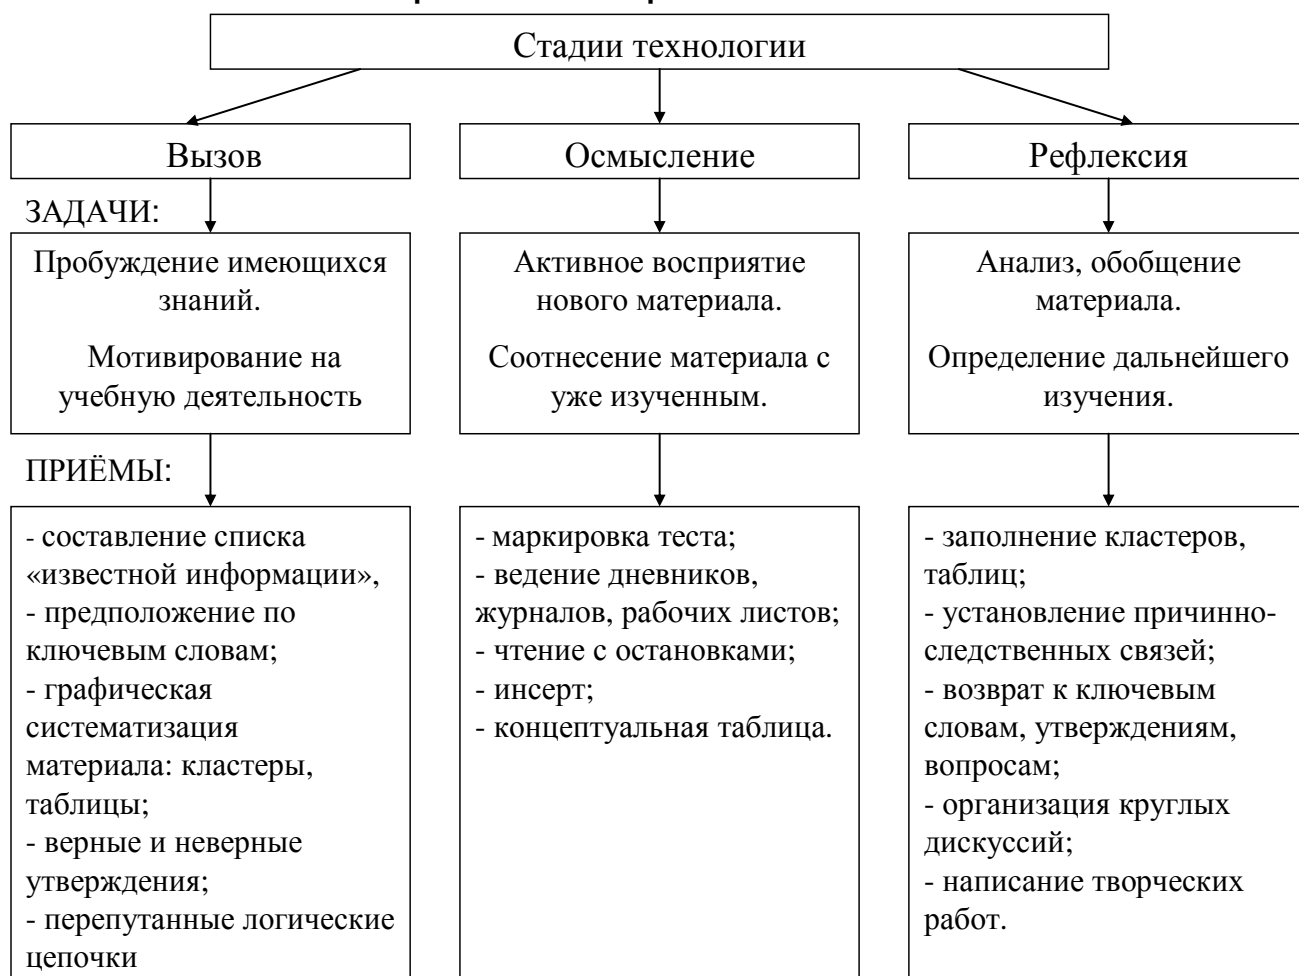 Стадии технологии
Вызов
Осмысление
Рефлексия
ЗАДАЧИ:
Пробуждение имеющихся
знаний.
Мотивирование на
учебную деятельность
Активное восприятие
нового материала.
Соотнесение материала с
уже изученным.
Анализ, обобщение
материала.
Определение дальнейшего
изучения.
ПРИЁМЫ:
- составление списка
«известной информации»,
- предположение по
ключевым словам;
- графическая
систематизация
материала: кластеры,
таблицы;
- верные и неверные
утверждения;
- перепутанные логические
цепочки
- маркировка теста;
- ведение дневников,
журналов, рабочих листов;
- чтение с остановками;
- инсерт;
- концептуальная таблица.
- заполнение кластеров,
таблиц;
- установление причинно-
следственных связей;
- возврат к ключевым
словам, утверждениям,
вопросам;
- организация круглых
дискуссий;
- написание творческих
работ.